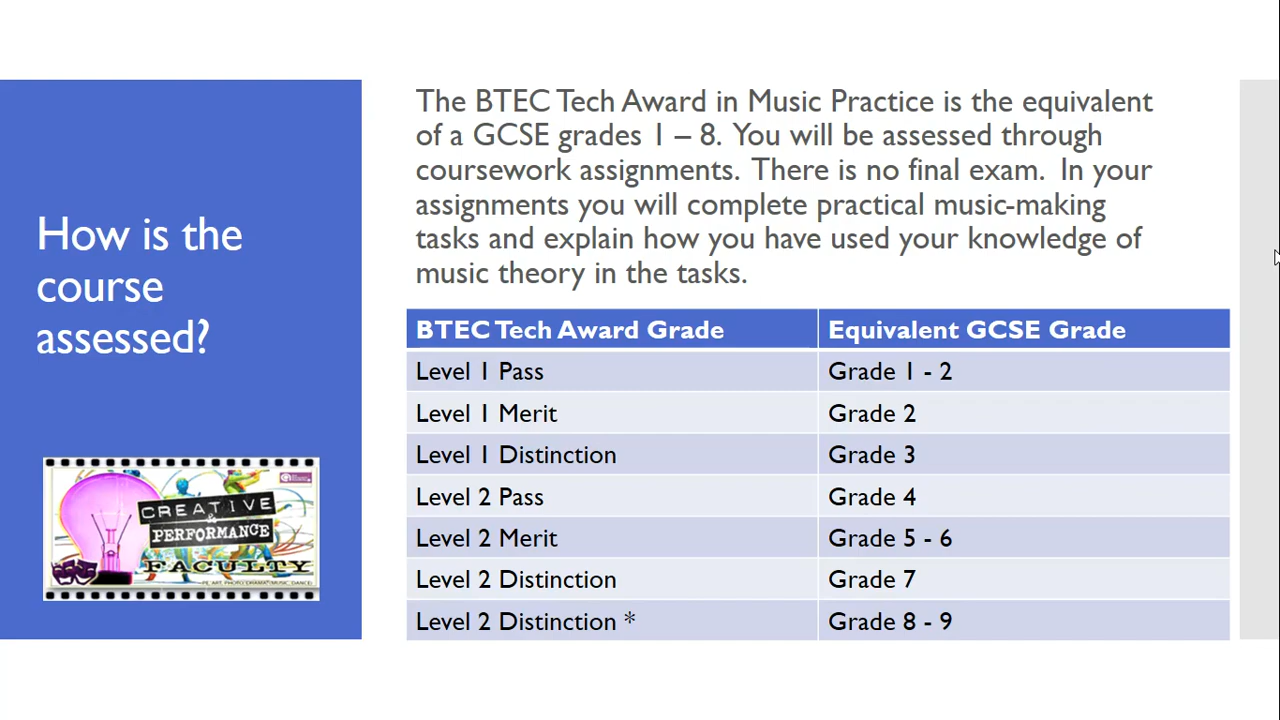 How is the
course
assessed?
CREATIVE
&
PERFORMANCE
FACULTY
The BTEC Tech Award in Music Practice is the equivalent
of a GCSE grades 1 – 8. You will be assessed through
coursework assignments. There is no final exam. In your
assignments you will complete practical music-making
tasks and explain how you have used your knowledge of
music theory in the tasks.
BTEC Tech Award Grade Equivalent GCSE Grade
Level 1 Pass Grade 1 - 2
Level 1 Merit Grade 2
Level 1 Distinction Grade 3
Level 2 Pass Grade 4
Level 2 Merit Grade 5 - 6
Level 2 Distinction Grade 7
Level 2 Distinction * Grade 8 - 9